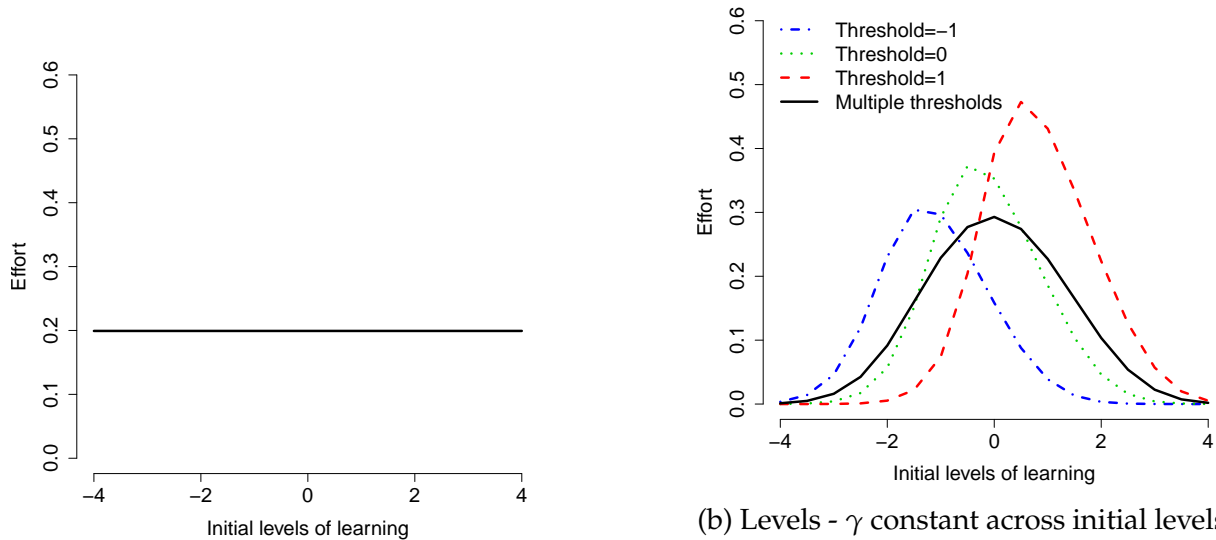 0.6
0.5
0.4
0.3
0.2
0.1
0.0
Effort
−4 −2 0 2 4
Initial levels of learning
Threshold=−1
Threshold=0
Threshold=1
Multiple thresholds
0.6
0.5
0.4
0.3
0.2
0.1
0.0
Effort
−4 −2 0 2 4
Initial levels of learning
(b) Levels - γ constant across initial levels